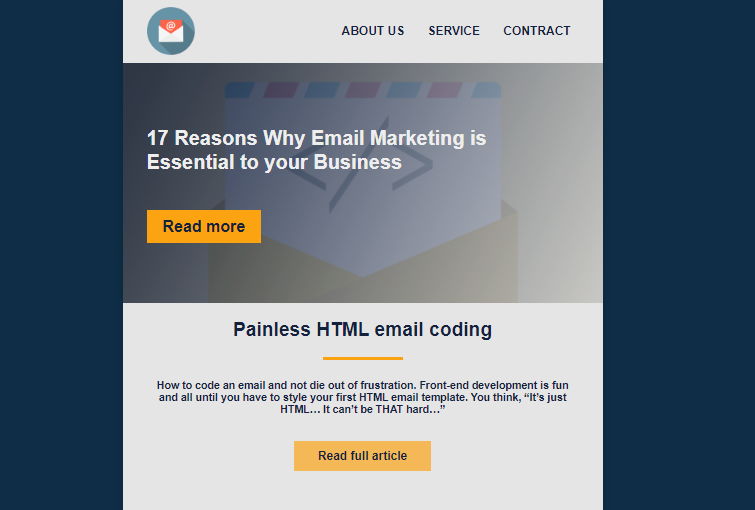 @
ABOUT US SERVICE CONTRACT
17 Reasons Why Email Marketing is
Essential to your Business
</>
Read more
Painless HTML email coding
How to code an email and not die out of frustration. Front-end development is fun
and all until you have to style your first HTML email template. You think, “It’s just
HTML… It can’t be THAT hard…”
Read full article